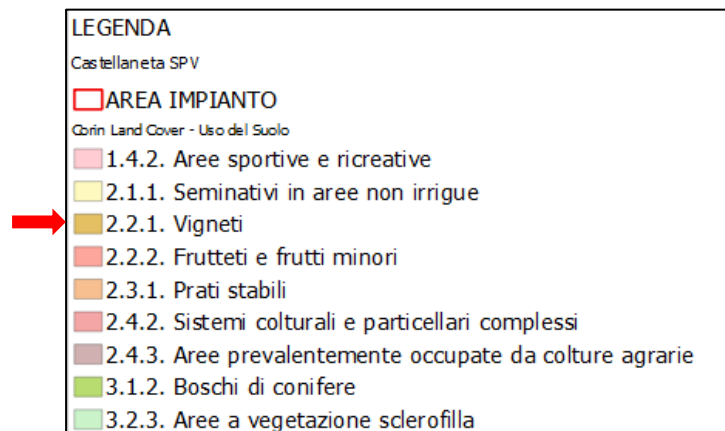 LEGENDA
Castellaneta SPV
AREA IMPIANTO
Corin Land Cover - Uso del Suolo
1.4.2. Aree sportive e ricreative
2.1.1. Seminativi in aree non irrigue
2.2.1. Vigneti
2.2.2. Frutteti e frutti minori
2.3.1. Prati stabili
2.4.2. Sistemi colturali e particellari complessi
2.4.3. Aree prevalentemente occupate da colture agrarie
3.1.2. Boschi di conifere
3.2.3. Aree a vegetazione sclerofilla